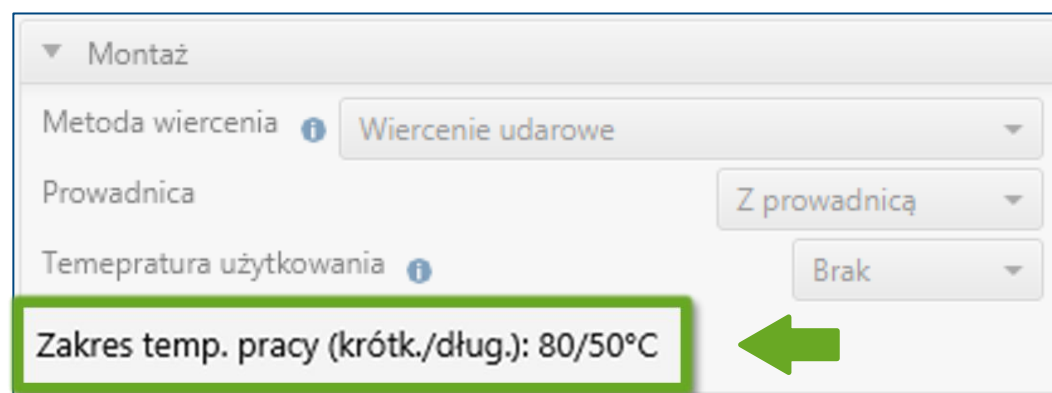 Montaż
Metoda wiercenia
Wiercenie udarowe
Prowadnica
Z prowadnicą
Temepratura użytkowania
Brak
Zakres temp. pracy (krótk./dług.): 80/50°C